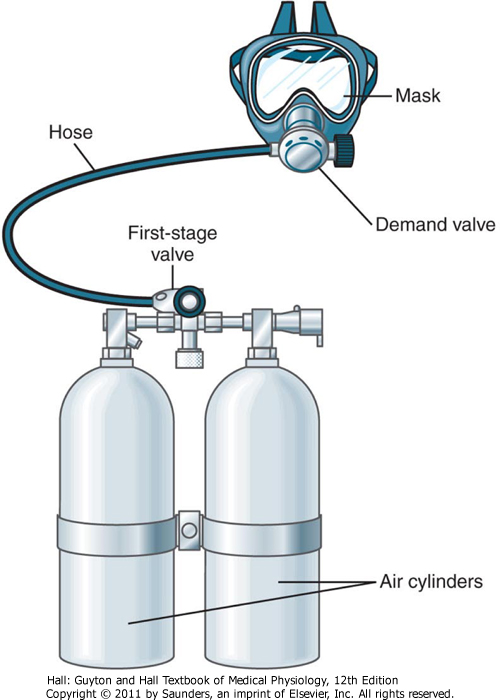 Mask
Hose
Demand valve
First-stage
valve
Air cylinders
Hall: Guyton and Hall Textbook of Medical Physiology, 12th Edition
Copyright © 2011 by Saunders, an imprint of Elsevier, Inc. All rights reserved.